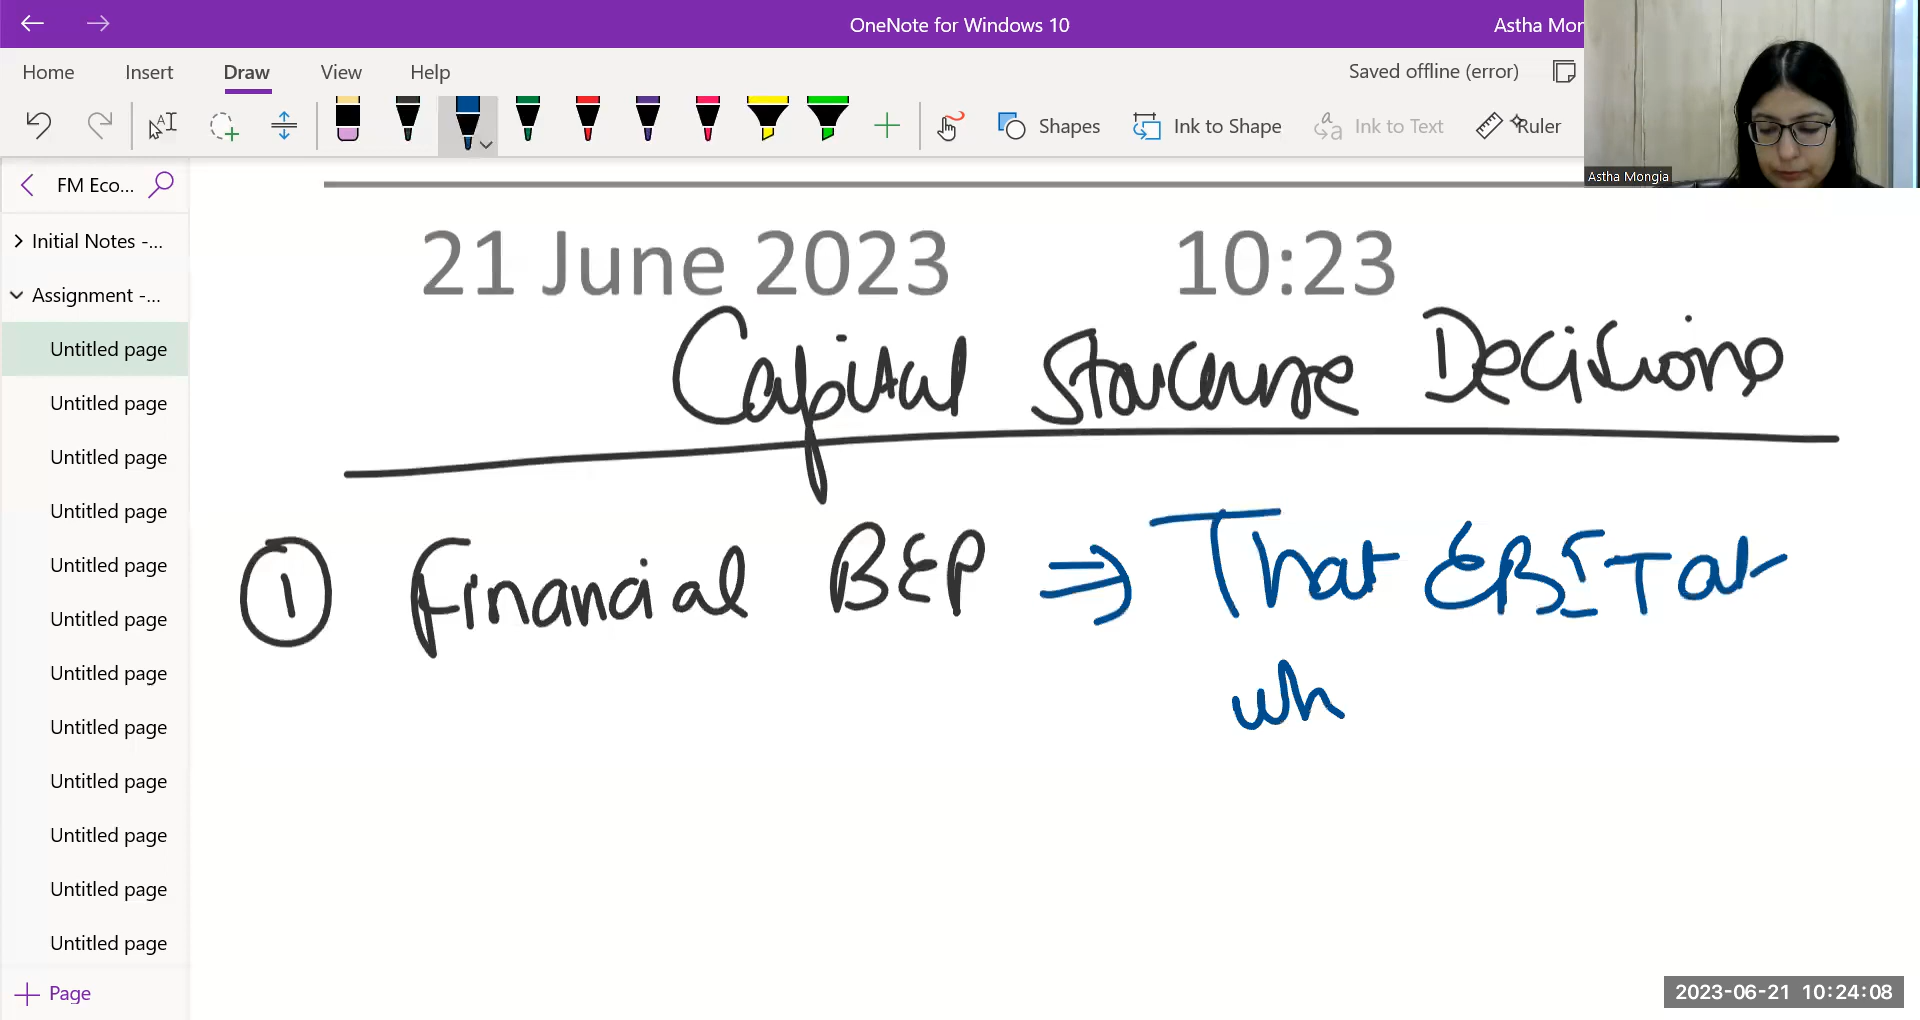 OneNote for Windows 10
Astha Mon
Home Insert Draw View Help
Saved offline (error)
Shapes Ink to Shape Ink to Text Ruler
Astha Mongia
FM Eco...
Initial Notes -...
Assignment -...
Untitled page
Untitled page
Untitled page
Untitled page
Untitled page
Untitled page
Untitled page
Untitled page
Untitled page
Untitled page
Untitled page
Untitled page
Page
21 June 2023 10:23
Capital Structure Decisions
1 Financial BEP ⇒ That EBIT at
wh
2023-06-21 10:24:08